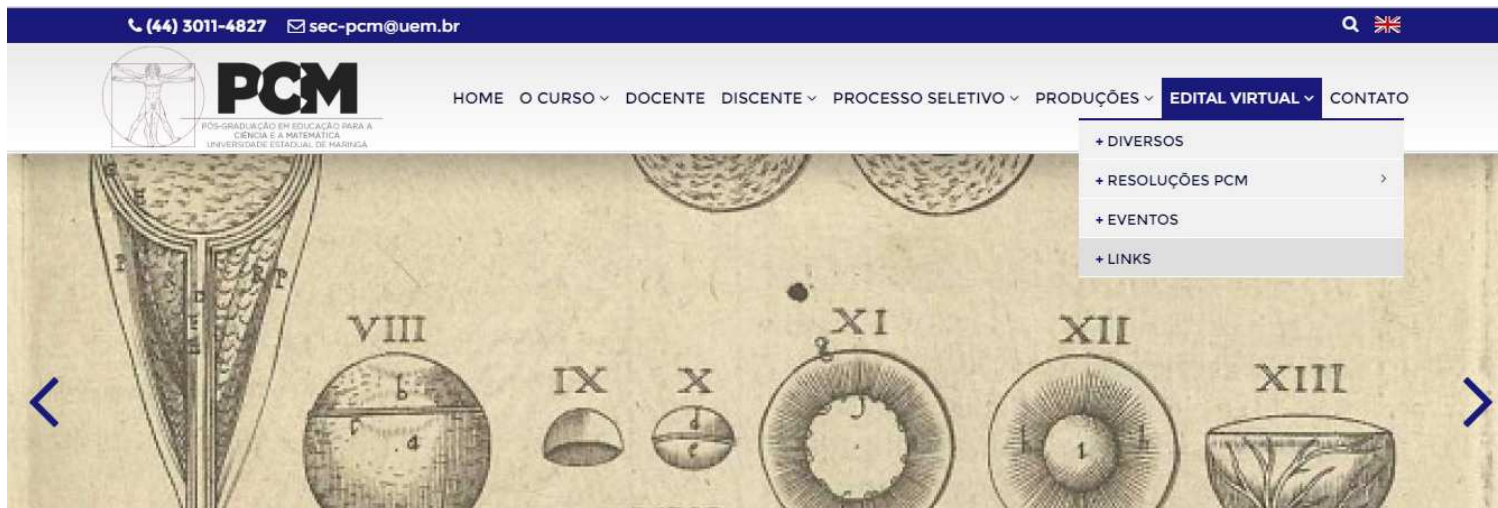 (44) 3011-4827 sec-pcm@uem.br
PCM
PÓS-GRADUAÇÃO EM EDUCAÇÃO PARA A
CIÊNCIA E A MATEMÁTICA
UNIVERSIDADE ESTADUAL DE MARINGÁ
HOME O CURSO DOCENTE DISCENTE PROCESSO SELETIVO PRODUÇÕES EDITAL VIRTUAL CONTATO
+ DIVERSOS
+ RESOLUÇÕES PCM
+ EVENTOS
+ LINKS
VIII
IX
X
XI
XII
XIII